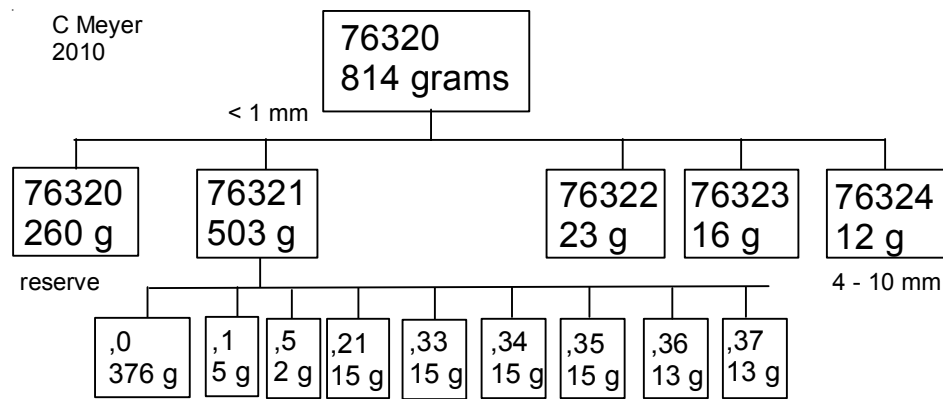 C Meyer
2010
76320
814 grams
< 1 mm
76320
260 g
76321
503 g
76322
23 g
76323
16 g
76324
12 g
reserve
4 - 10 mm
,0
376 g
,1
5 g
,5
2 g
,21
15 g
,33
15 g
,34
15 g
,35
15 g
,36
13 g
,37
13 g